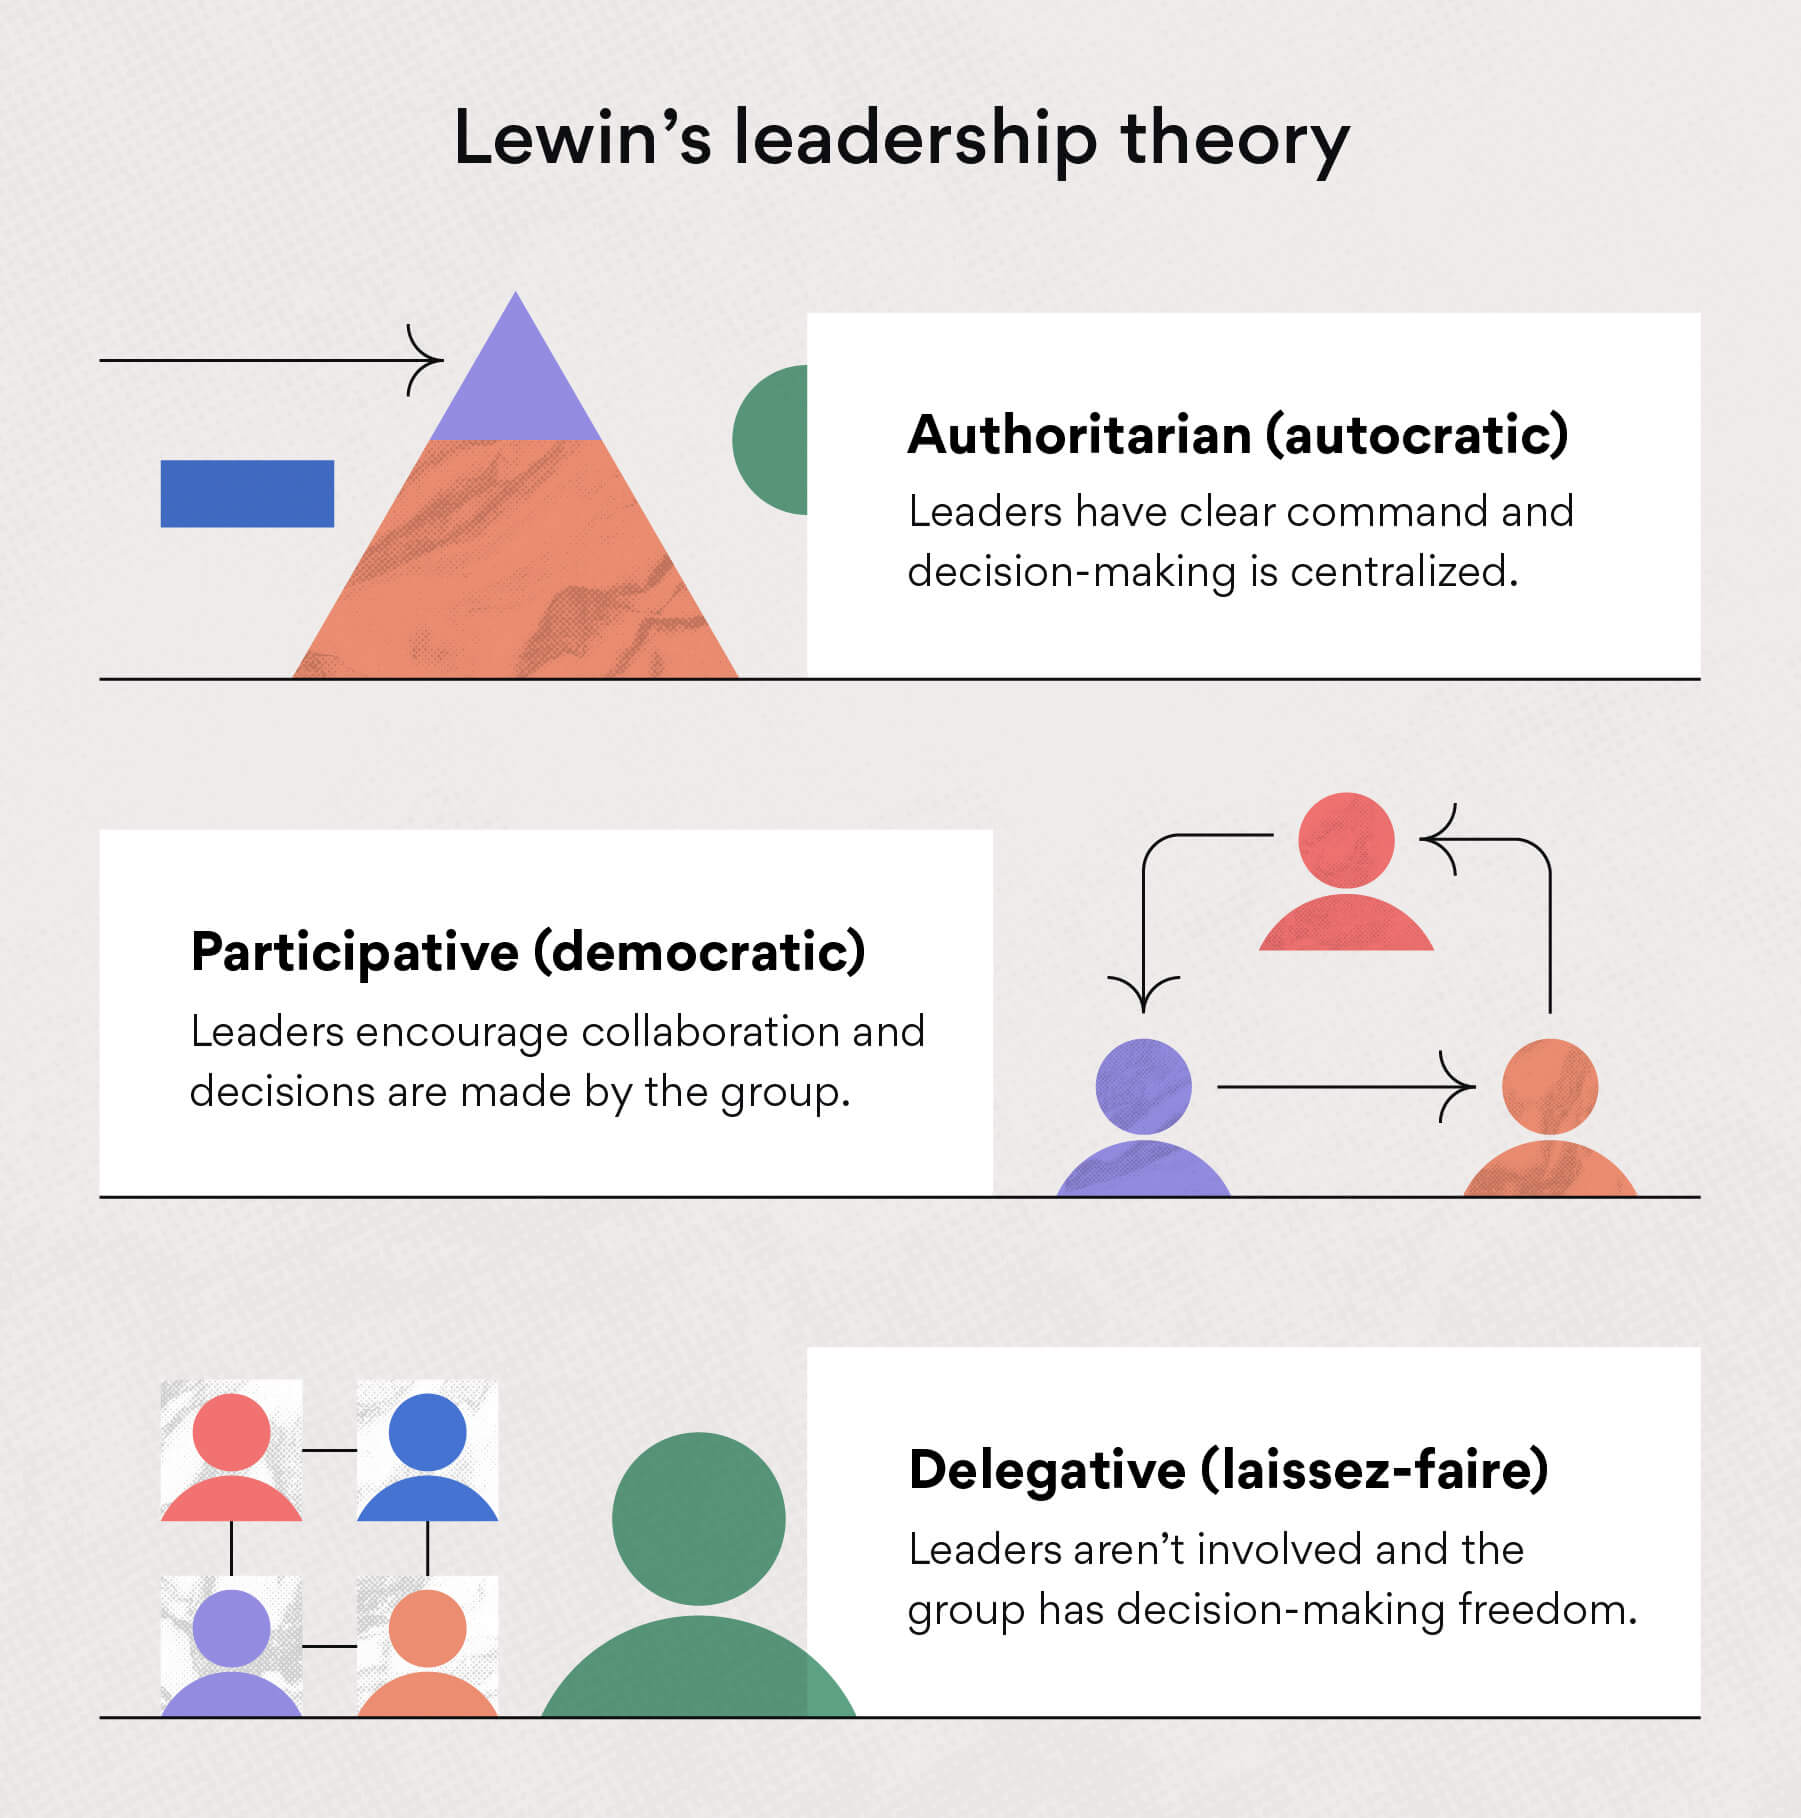 Lewin’s leadership theory
Authoritarian (autocratic)
Leaders have clear command and
decision-making is centralized.
Participative (democratic)
Leaders encourage collaboration and
decisions are made by the group.
Delegative (laissez-faire)
Leaders aren’t involved and the
group has decision-making freedom.